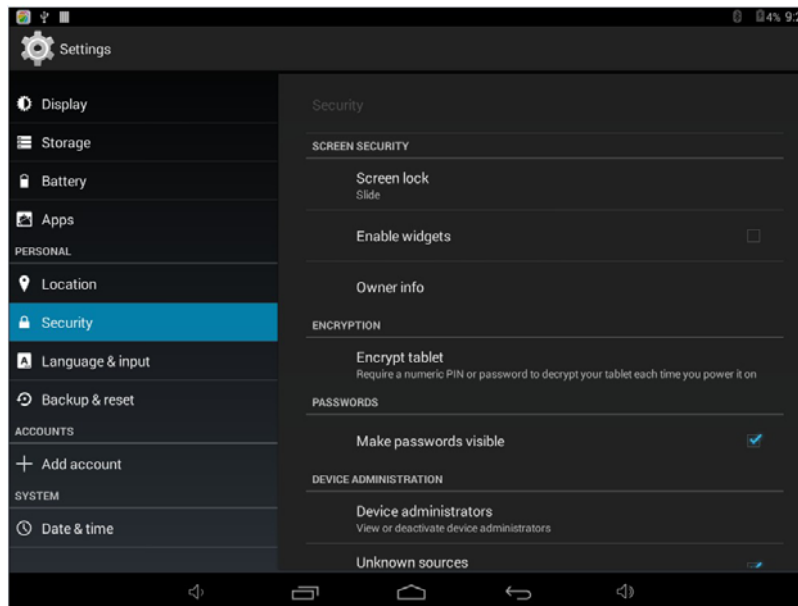 4% 9:2
Settings
Display
Storage
Battery
Apps
PERSONAL
Location
Security
Language & input
Backup & reset
ACCOUNTS
Add account
SYSTEM
Date & time
Security
SCREEN SECURITY
Screen lock
Slide
Enable widgets
Owner info
ENCRYPTION
Encrypt tablet
Require a numeric PIN or password to decrypt your tablet each time you power it on
PASSWORDS
Make passwords visible
DEVICE ADMINISTRATION
Device administrators
View or deactivate device administrators
Unknown sources